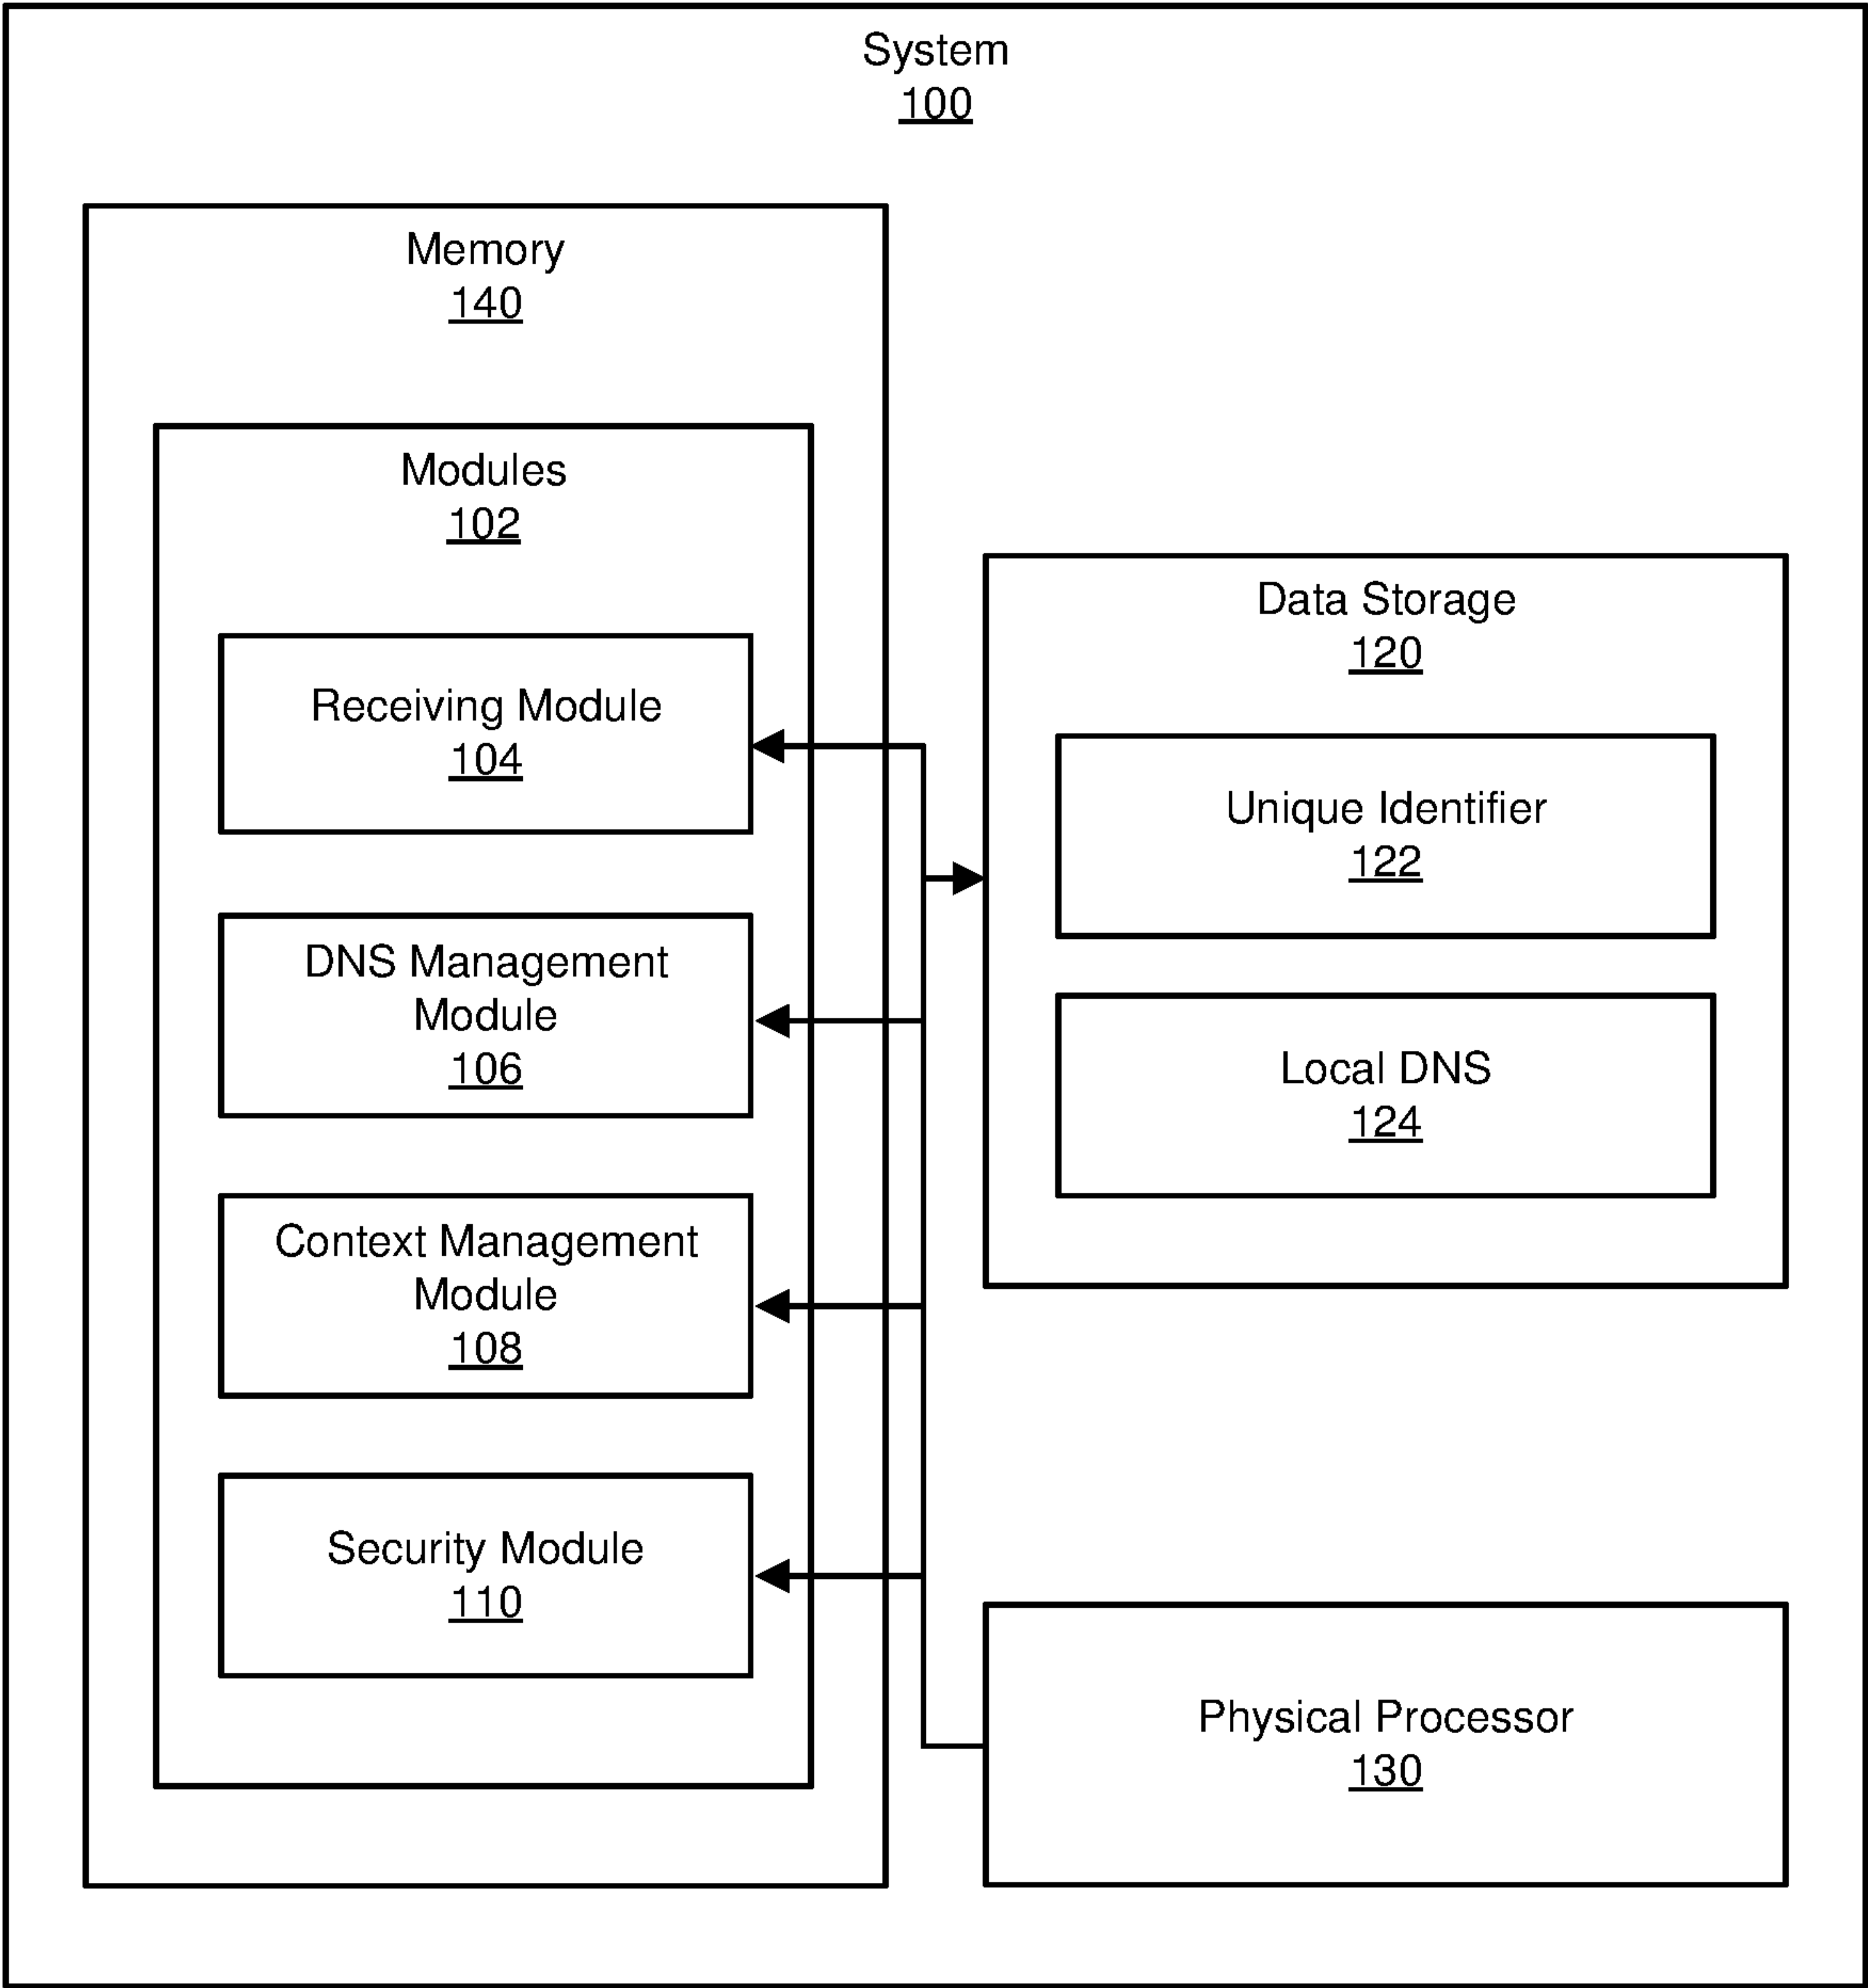 System
100
Memory
140
Modules
102
Receiving Module
104
DNS Management
Module
106
Context Management
Module
108
Security Module
110
Data Storage
120
Unique Identifier
122
Local DNS
124
Physical Processor
130